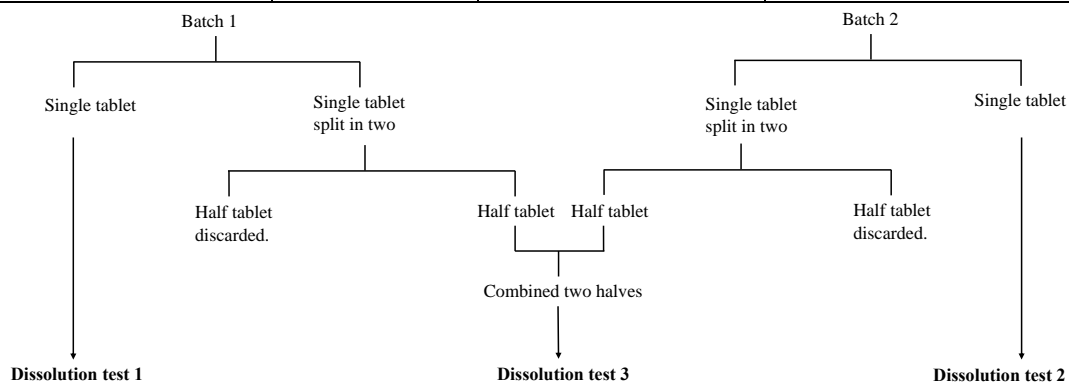 Batch 1
Batch 2
Single tablet
Single tablet
split in two
Single tablet
split in two
Single tablet
Half tablet
discarded.
Half tablet
Half tablet
Half tablet
discarded.
Combined two halves
Dissolution test 1
Dissolution test 3
Dissolution test 2